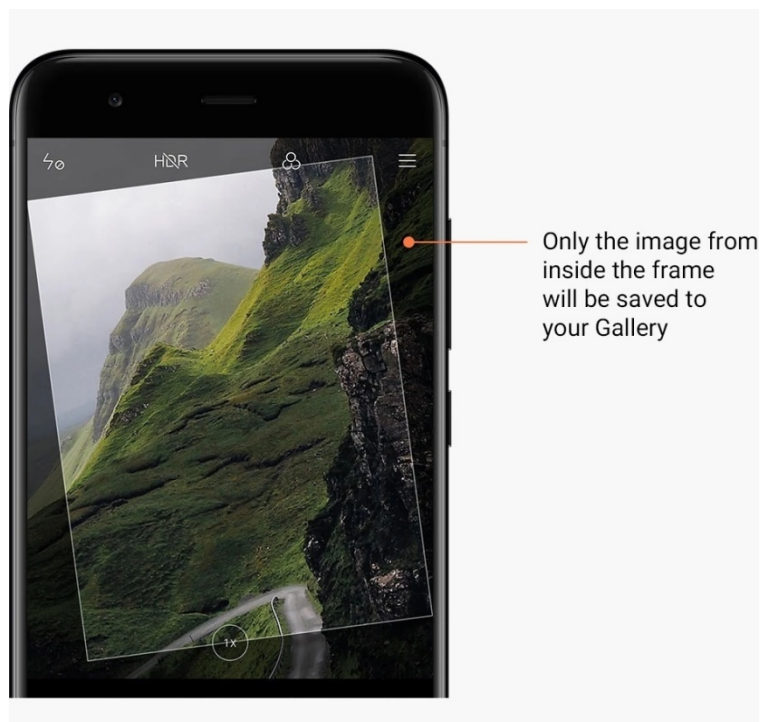 HDR
Only the image from
inside the frame
will be saved to
your Gallery
1X